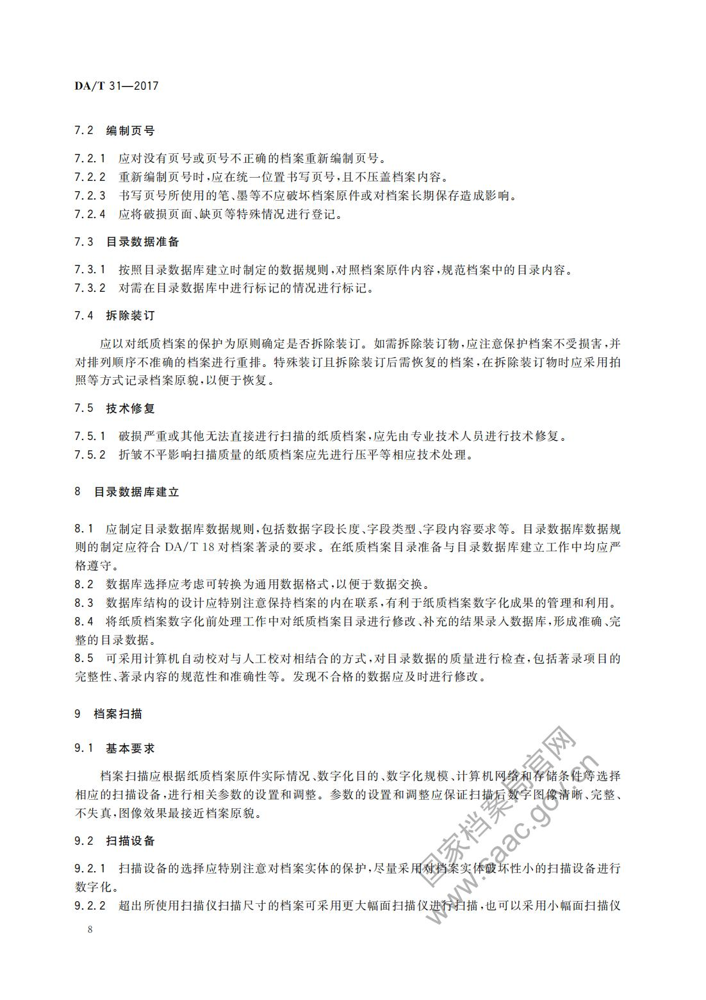 DA/T 31—2017
7.2 编制页号
7.2.1 应对没有页号或页号不正确的档案重新编制页号。
7.2.2 重新编制页号时,应在统一位置书写页号,且不压盖档案内容。
7.2.3 书写页号所使用的笔、墨等不应破坏档案原件或对档案长期保存造成影响。
7.2.4 应将破损页面、缺页等特殊情况进行登记。
7.3 目录数据准备
7.3.1 按照目录数据库建立时制定的数据规则,对照档案原件内容,规范档案中的目录内容。
7.3.2 对需在目录数据库中进行标记的情况进行标记。
7.4 拆除装订
应以对纸质档案的保护为原则确定是否拆除装订。如需拆除装订物,应注意保护档案不受损害,并
对排列顺序不准确的档案进行重排。特殊装订且拆除装订后需恢复的档案,在拆除装订物时应采用拍
照等方式记录档案原貌,以便于恢复。
7.5 技术修复
7.5.1 破损严重或其他无法直接进行扫描的纸质档案,应先由专业技术人员进行技术修复。
7.5.2 折皱不平影响扫描质量的纸质档案应先进行压平等相应技术处理。
8 目录数据库建立
8.1 应制定目录数据库数据规则,包括数据字段长度、字段类型、字段内容要求等。目录数据库数据规
则的制定应符合 DA/T 18 对档案著录的要求。在纸质档案目录准备与目录数据库建立工作中均应严
格遵守。
8.2 数据库选择应考虑可转换为通用数据格式,以便于数据交换。
8.3 数据库结构的设计应特别注意保持档案的内在联系,有利于纸质档案数字化成果的管理和利用。
8.4 将纸质档案数字化前处理工作中对纸质档案目录进行修改、补充的结果录入数据库,形成准确、完
整的目录数据。
8.5 可采用计算机自动校对与人工校对相结合的方式,对目录数据的质量进行检查,包括著录项目的
完整性、著录内容的规范性和准确性等。发现不合格的数据应及时进行修改。
9 档案扫描
9.1 基本要求
档案扫描应根据纸质档案原件实际情况、数字化目的、数字化规模、计算机网络和存储条件等选择
相应的扫描设备,进行相关参数的设置和调整。参数的设置和调整应保证扫描后数字图像清晰、完整、
不失真,图像效果最接近档案原貌。
9.2 扫描设备
9.2.1 扫描设备的选择应特别注意对档案实体的保护,尽量采用对档案实体破坏性小的扫描设备进行
数字化。
9.2.2 超出所使用扫描仪扫描尺寸的档案可采用更大幅面扫描仪进行扫描,也可以采用小幅面扫描仪
8
国家档案局官网
www.saac.gov.cn